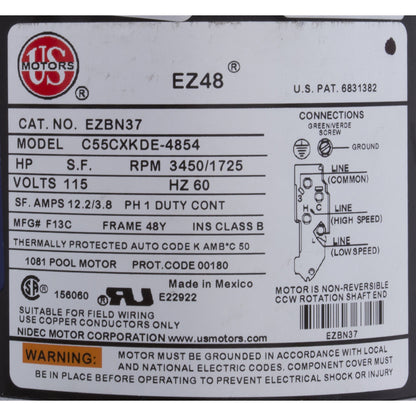 US
MOTORS
®
EZ48®
U.S. PAT. 6831382
CAT. NO. EZBN37
MODEL C55CXKDE-4854
HP S.F. RPM 3450/1725
VOLTS 115 HZ 60
SF. AMPS 12.2/3.8 PH 1 DUTY CONT
MFG# F13C FRAME 48Y INS CLASS B
THERMALLY PROTECTED AUTO CODE K AMB°C 50
1081 POOL MOTOR PROT.CODE 00180
CONNECTIONS
GREEN/VERDE
SCREW
GROUND
LINE
(COMMON)
LINE
(HIGH SPEED)
LINE
(LOW SPEED)
3
C
H
L
MOTOR IS NON-REVERSIBLE
CCW ROTATION SHAFT END
EZBN37
Made in Mexico
SA 156060 RU ® E22922
SUITABLE FOR FIELD WIRING
USE COPPER CONDUCTORS ONLY
NIDEC MOTOR CORPORATION www.usmotors.com
WARNING: MOTOR MUST BE GROUNDED IN ACCORDANCE WITH LOCAL
AND NATIONAL ELECTRIC CODES. COMPONENT COVER MUST
BE IN PLACE BEFORE OPERATION TO PREVENT ELECTRICAL SHOCK OR INJURY